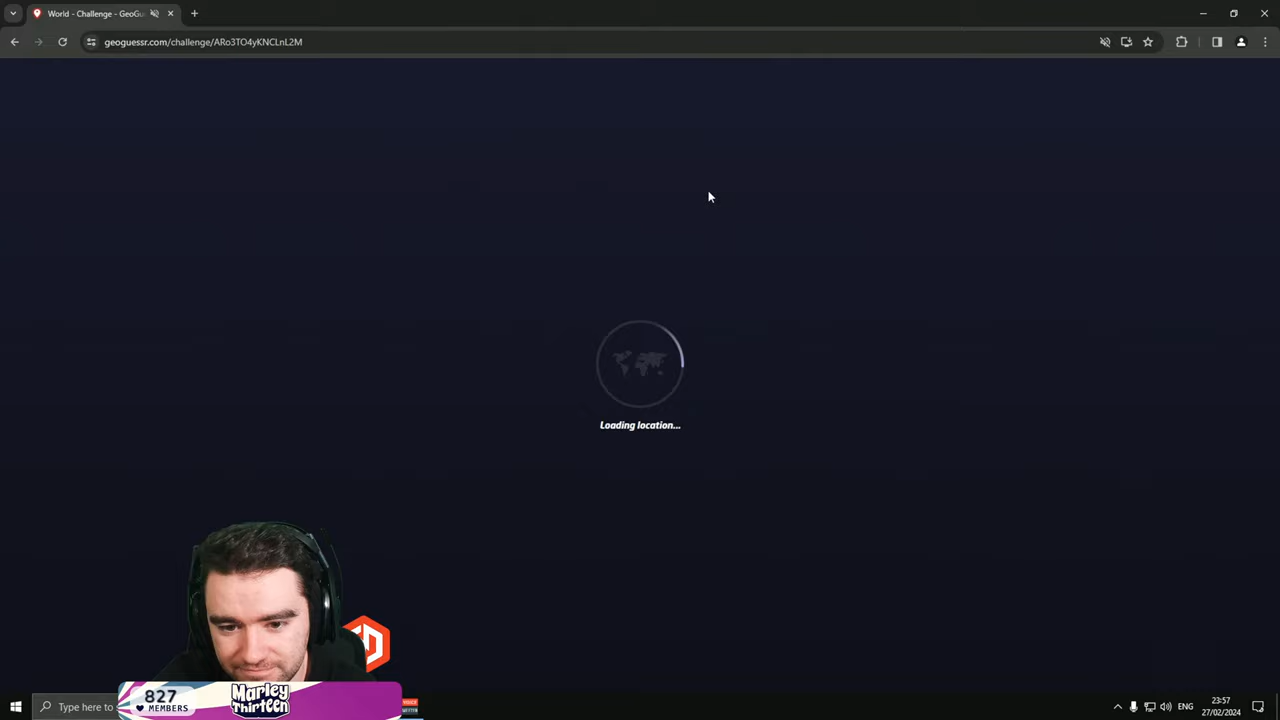 World - Challenge - GeoGu
geoguessr.com/challenge/ARo3TO4yKNCLnL2M
Loading location...
827
MEMBERS
Marley
Thirteen
Type here to
ENG
23:57
27/02/2024